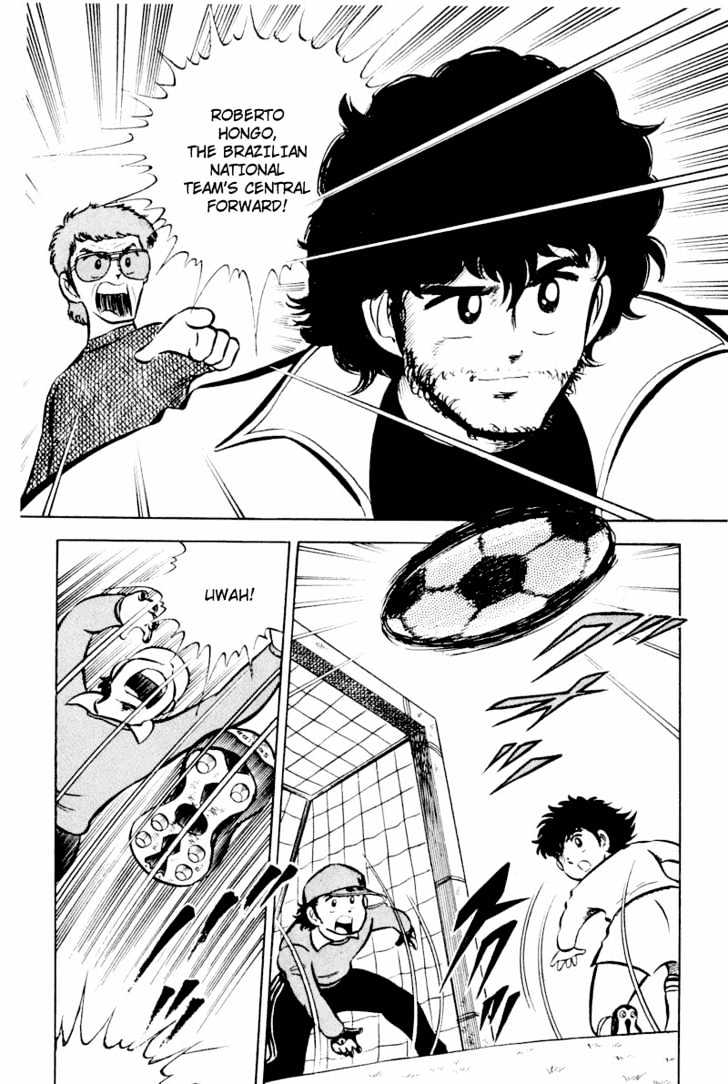 ROBERTO
HONGO,
THE BRAZILIAN
NATIONAL
TEAM'S CENTRAL
FORWARD!
UWAH!